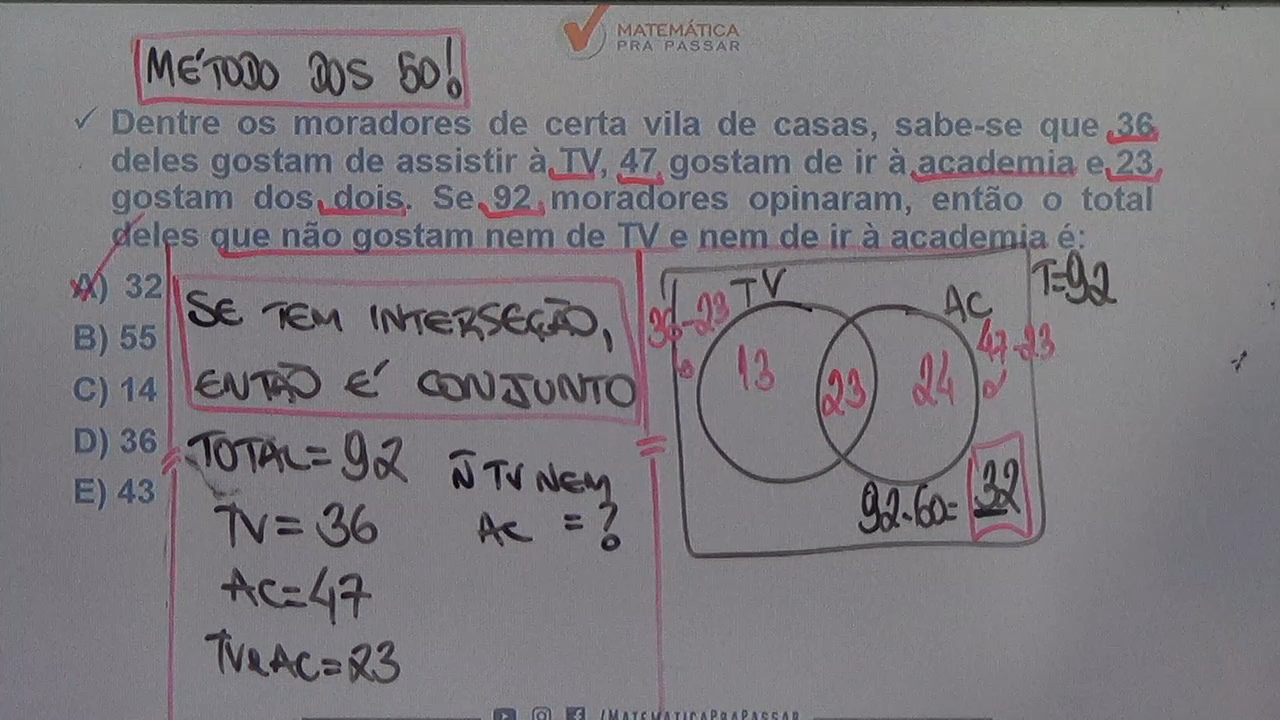 MATEMÁTICA
PRA PASSAR
MÉTODO DOS 50!
✓ Dentre os moradores de certa vila de casas, sabe-se que 36
deles gostam de assistir à TV, 47 gostam de ir à academia e 23
gostam dos dois. Se 92 moradores opinaram, então o total
deles que não gostam nem de TV e nem de ir à academia é:
A) 32
B) 55
C) 14
D) 36
E) 43
SE TEM INTERSEÇÃO,
ENTÃO É CONJUNTO
TOTAL = 92
TV = 36
AC = 47
TV e AC = 23
Ñ TV NEM
AC = ?
TV
AC
T=92
36-23
47-23
13
23
24
92-60= 32
/MATEMATICAPRAPASSAR